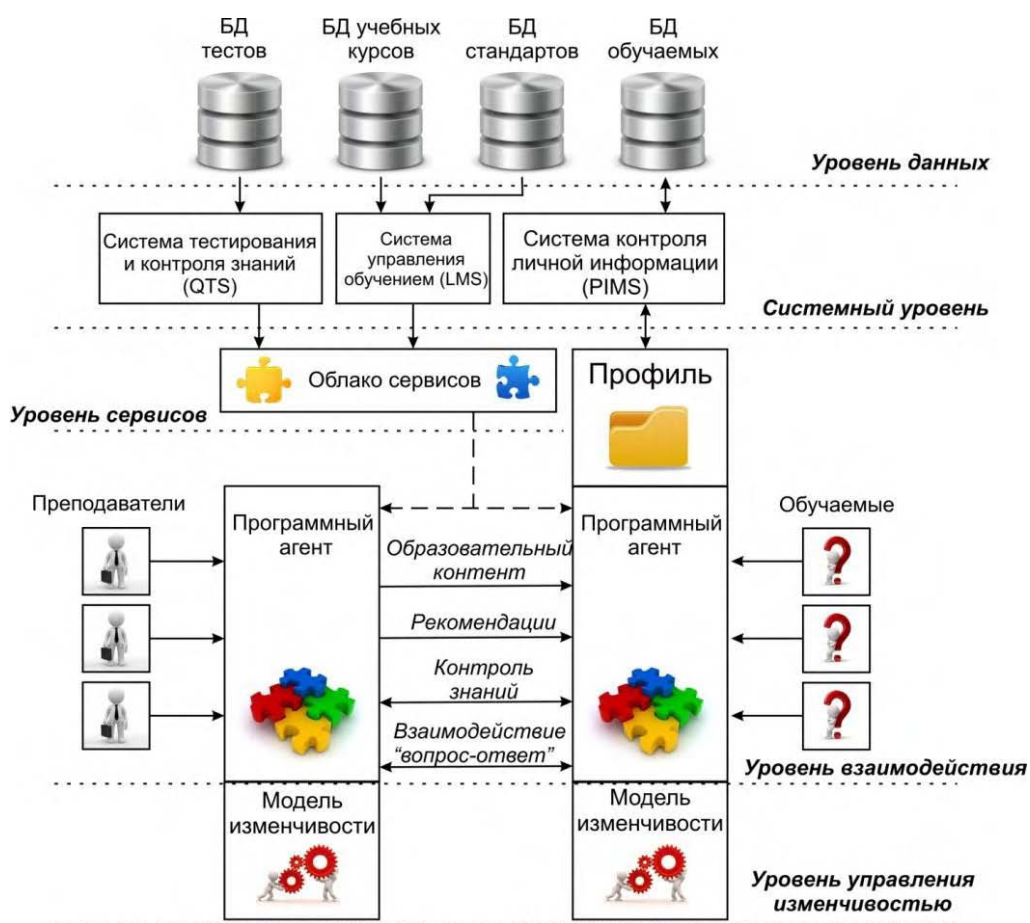 БД
тестов
БД учебных
курсов
БД
стандартов
БД
обучаемых
Уровень данных
Система тестирования
и контроля знаний
(QTS)
Система
управления
обучением (LMS)
Система контроля
личной информации
(PIMS)
Системный уровень
Облако сервисов
Профиль
Уровень сервисов
Преподаватели
Программный
агент
Образовательный
контент
Рекомендации
Контроль
знаний
Взаимодействие
“вопрос-ответ”
Программный
агент
Обучаемые
Уровень взаимодействия
Модель
изменчивости
Модель
изменчивости
Уровень управления
изменчивостью